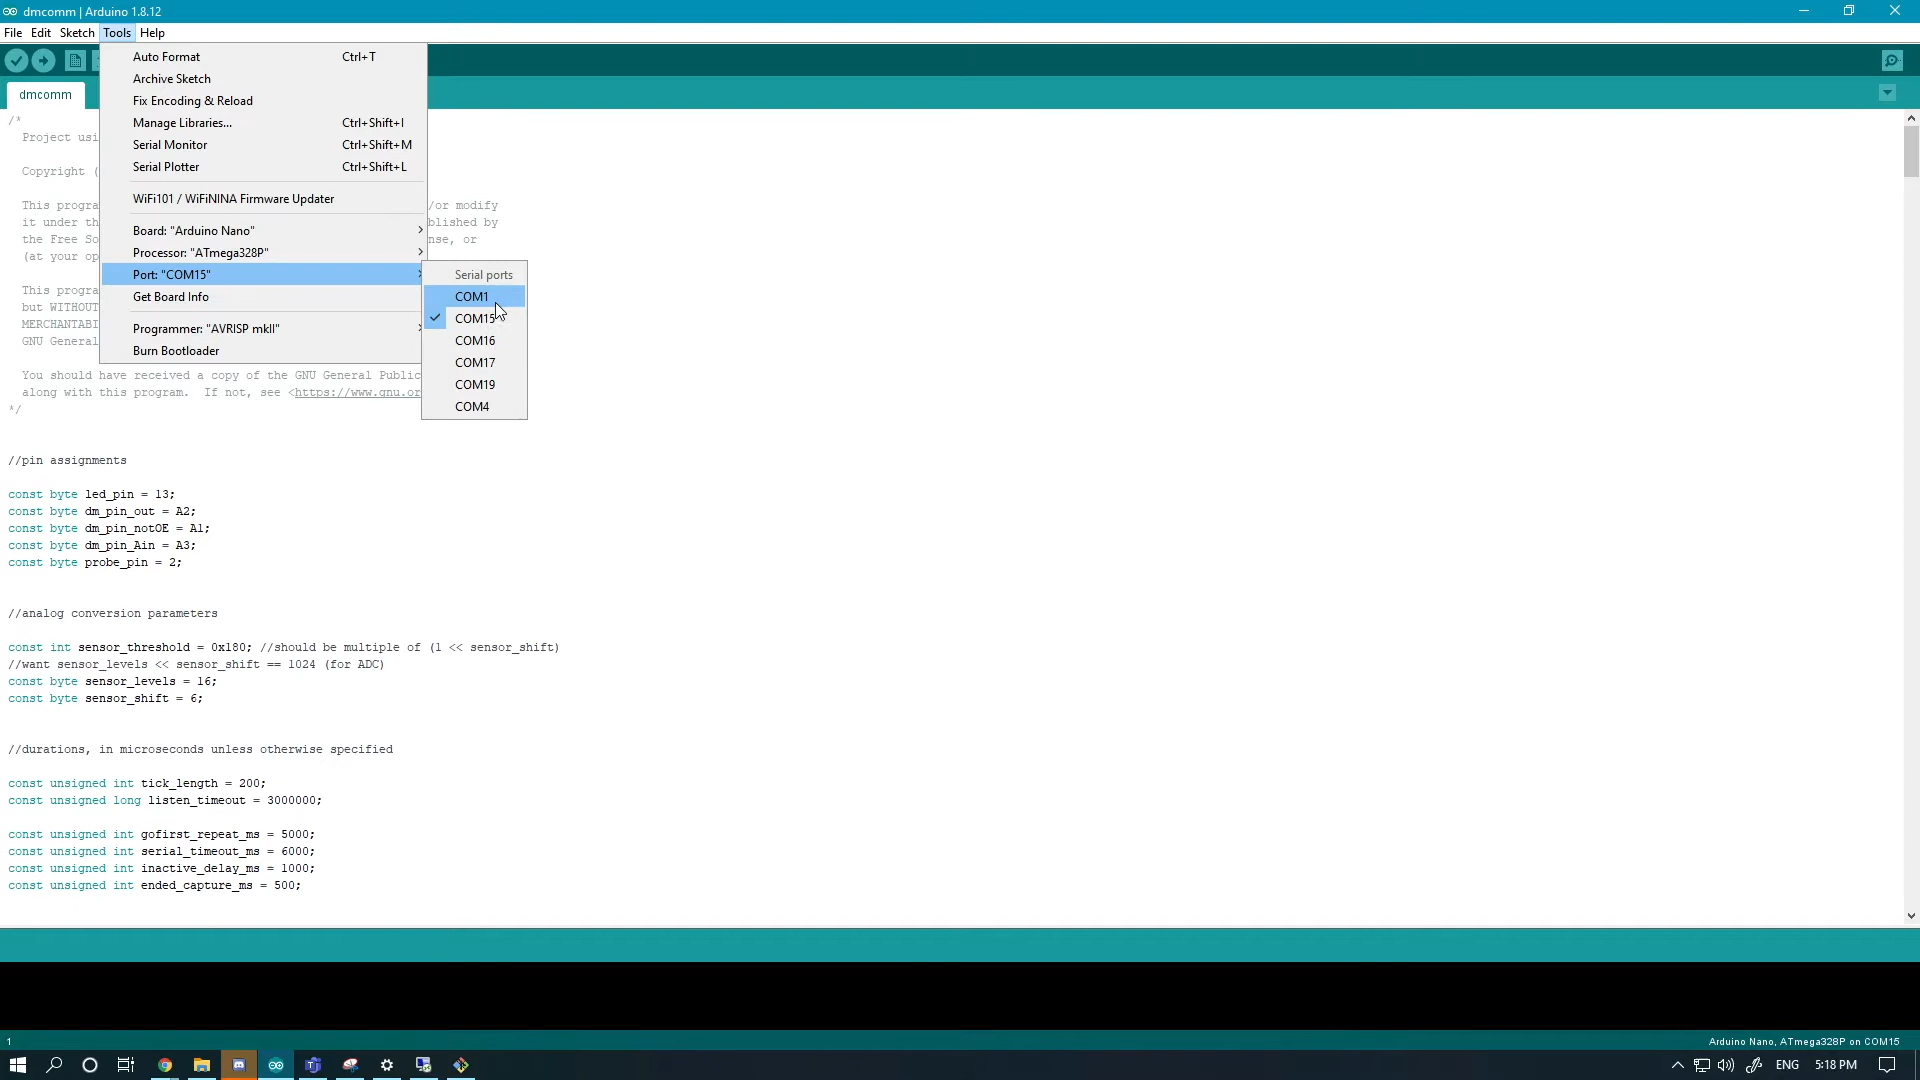 dmcomm | Arduino 1.8.12
File Edit Sketch Tools Help
Auto Format Ctrl+T
Archive Sketch
Fix Encoding & Reload
Manage Libraries... Ctrl+Shift+I
Serial Monitor Ctrl+Shift+M
Serial Plotter Ctrl+Shift+L
WiFi101 / WiFiNINA Firmware Updater
Board: "Arduino Nano"
Processor: "ATmega328P"
Port: "COM15"
Get Board Info
Programmer: "AVRISP mkII"
Burn Bootloader
Serial ports
COM1
COM15
COM16
COM17
COM19
COM4
dmcomm
/*
Project usi
Copyright (
This progra /or modify
it under th blished by
the Free So nse, or
(at your op
This progra
but WITHOUT
MERCHANTABI
GNU General
You should have received a copy of the GNU General Public
along with this program. If not, see <https://www.gnu.or
*/
//pin assignments
const byte led_pin = 13;
const byte dm_pin_out = A2;
const byte dm_pin_notOE = A1;
const byte dm_pin_Ain = A3;
const byte probe_pin = 2;
//analog conversion parameters
const int sensor_threshold = 0x180; //should be multiple of (1 << sensor_shift)
//want sensor_levels << sensor_shift == 1024 (for ADC)
const byte sensor_levels = 16;
const byte sensor_shift = 6;
//durations, in microseconds unless otherwise specified
const unsigned int tick_length = 200;
const unsigned long listen_timeout = 3000000;
const unsigned int gofirst_repeat_ms = 5000;
const unsigned int serial_timeout_ms = 6000;
const unsigned int inactive_delay_ms = 1000;
const unsigned int ended_capture_ms = 500;
1 Arduino Nano, ATmega328P on COM15
ENG 5:18 PM